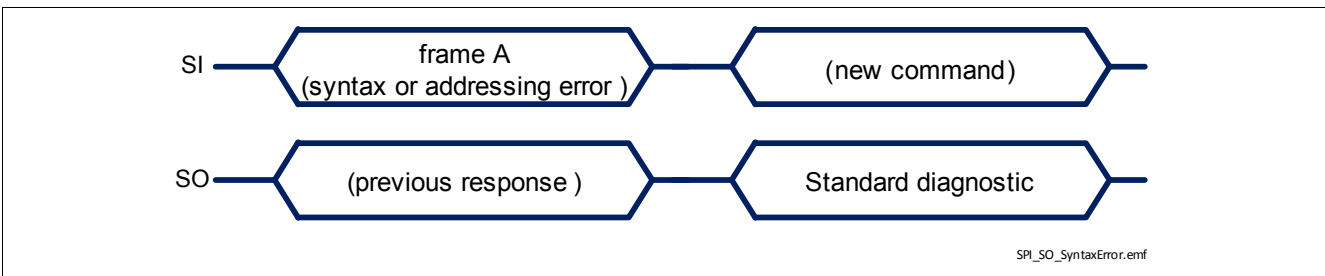 SI
frame A
(syntax or addressing error )
(new command)
SO
(previous response )
Standard diagnostic
SPI_SO_SyntaxError.emf